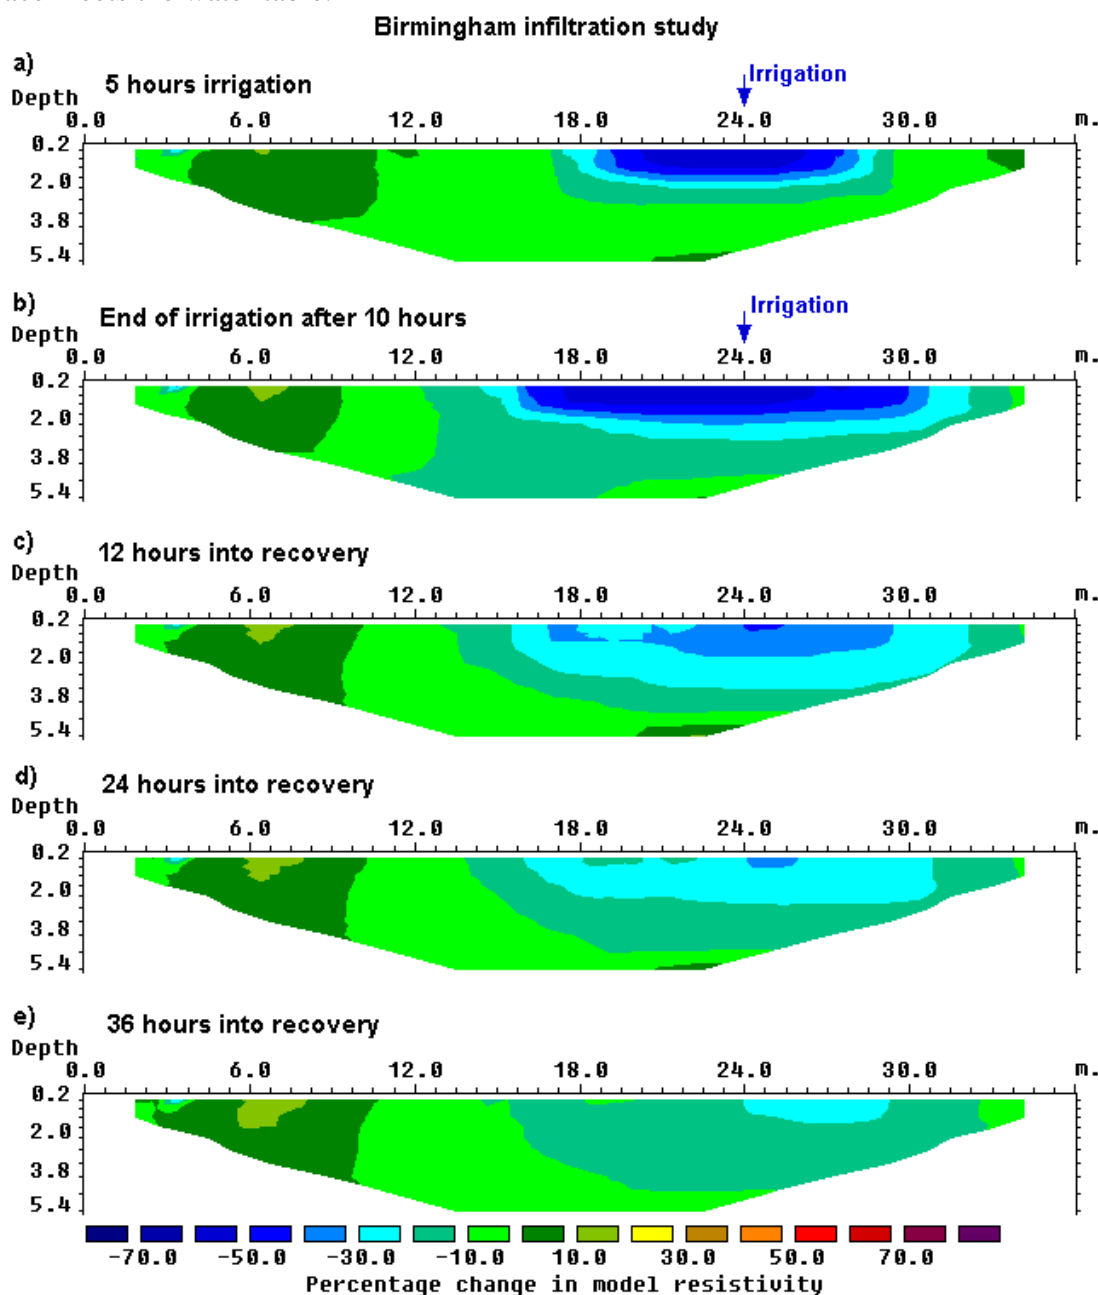 Birmingham infiltration study
a)
5 hours irrigation
Irrigation
Depth
0.0 6.0 12.0 18.0 24.0 30.0 m.
0.2
2.0
3.8
5.4
b)
End of irrigation after 10 hours
Irrigation
Depth
0.0 6.0 12.0 18.0 24.0 30.0 m.
0.2
2.0
3.8
5.4
c)
12 hours into recovery
Depth
0.0 6.0 12.0 18.0 24.0 30.0 m.
0.2
2.0
3.8
5.4
d)
24 hours into recovery
Depth
0.0 6.0 12.0 18.0 24.0 30.0 m.
0.2
2.0
3.8
5.4
e)
36 hours into recovery
Depth
0.0 6.0 12.0 18.0 24.0 30.0 m.
0.2
2.0
3.8
5.4
-70.0 -50.0 -30.0 -10.0 10.0 30.0 50.0 70.0
Percentage change in model resistivity